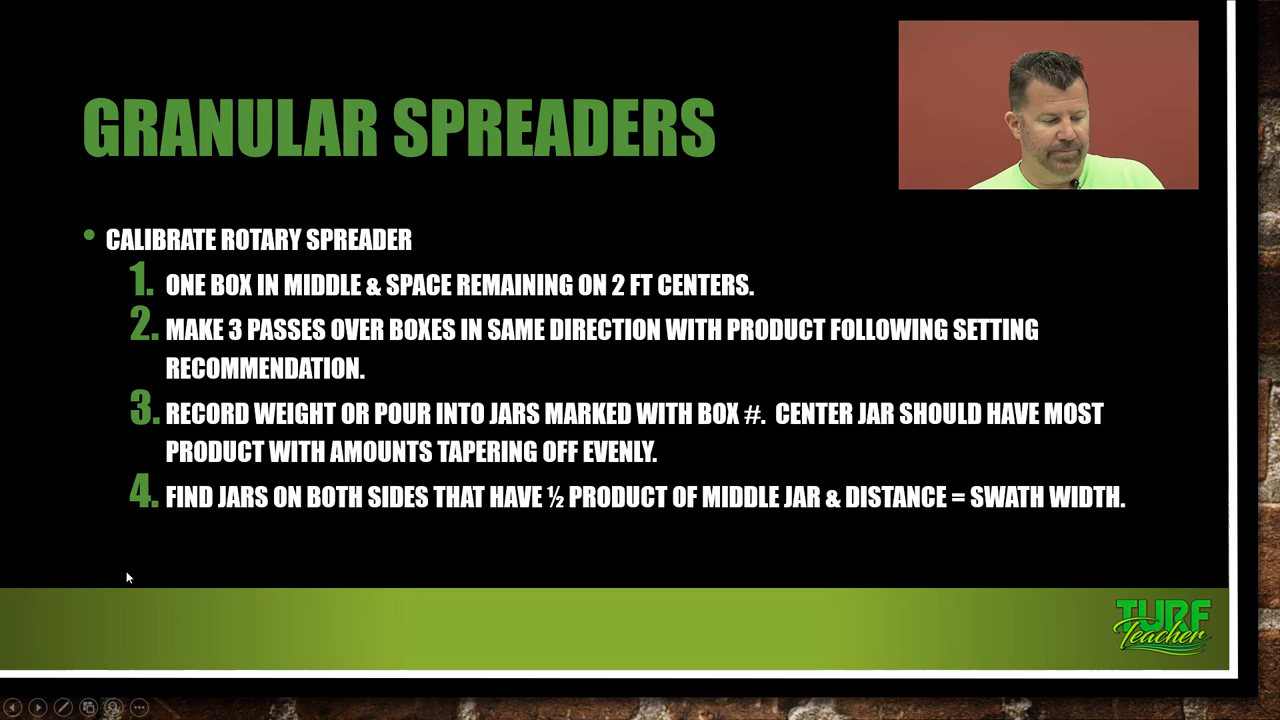 GRANULAR SPREADERS
• CALIBRATE ROTARY SPREADER
1. ONE BOX IN MIDDLE & SPACE REMAINING ON 2 FT CENTERS.
2. MAKE 3 PASSES OVER BOXES IN SAME DIRECTION WITH PRODUCT FOLLOWING SETTING
RECOMMENDATION.
3. RECORD WEIGHT OR POUR INTO JARS MARKED WITH BOX #. CENTER JAR SHOULD HAVE MOST
PRODUCT WITH AMOUNTS TAPERING OFF EVENLY.
4. FIND JARS ON BOTH SIDES THAT HAVE ½ PRODUCT OF MIDDLE JAR & DISTANCE = SWATH WIDTH.
TURF
Teacher